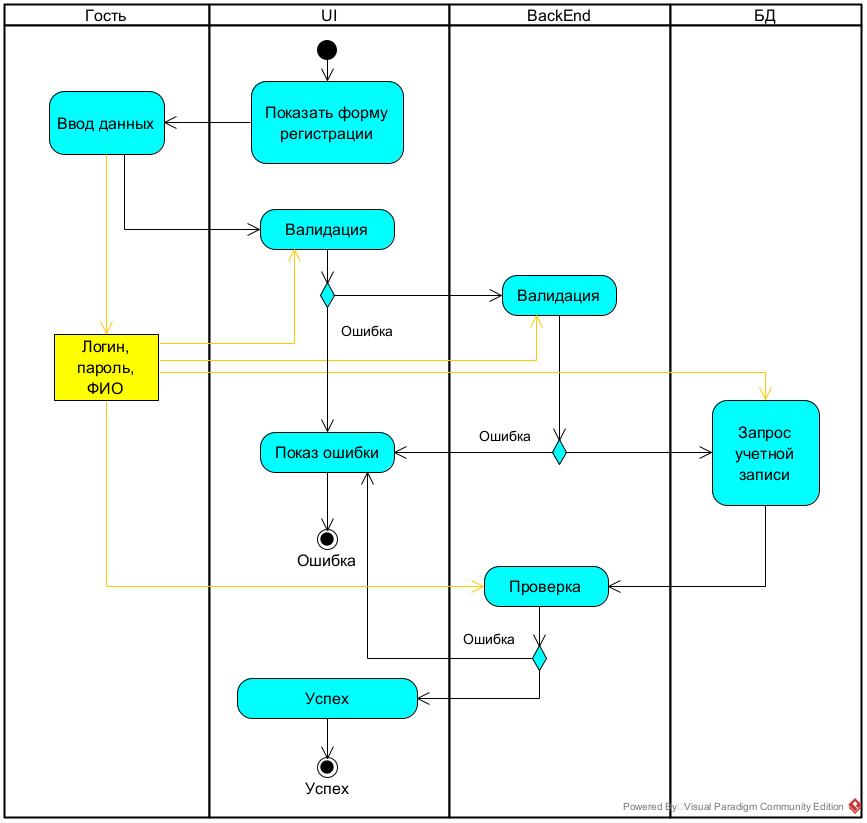 Гость
UI
BackEnd
БД
Показать форму
регистрации
Ввод данных
Валидация
Валидация
Ошибка
Логин,
пароль,
ФИО
Запрос
учетной
записи
Ошибка
Показ ошибки
Ошибка
Проверка
Ошибка
Успех
Успех
Powered By Visual Paradigm Community Edition